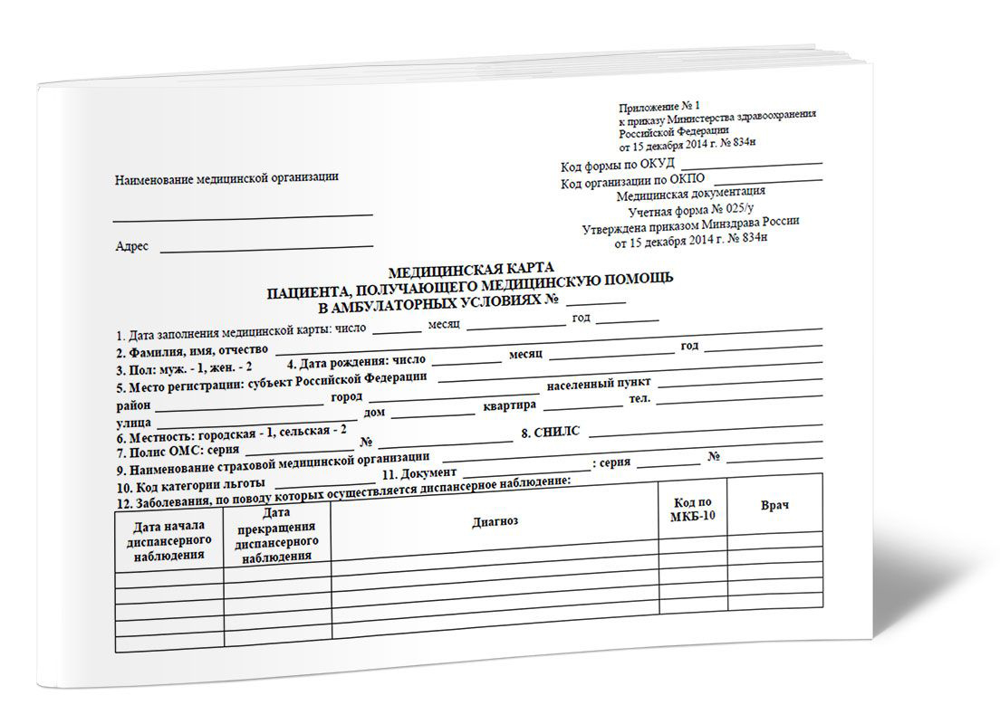 Приложение № 1
к приказу Министерства здравоохранения
Российской Федерации
от 15 декабря 2014 г. № 834н
Наименование медицинской организации
Код формы по ОКУД
Код организации по ОКПО
Медицинская документация
Учетная форма № 025/у
Утверждена приказом Минздрава России
от 15 декабря 2014 г. № 834н
Адрес
МЕДИЦИНСКАЯ КАРТА
ПАЦИЕНТА, ПОЛУЧАЮЩЕГО МЕДИЦИНСКУЮ ПОМОЩЬ
В АМБУЛАТОРНЫХ УСЛОВИЯХ №
1. Дата заполнения медицинской карты: число месяц год
2. Фамилия, имя, отчество
3. Пол: муж. - 1, жен. - 2 4. Дата рождения: число месяц год
5. Место регистрации: субъект Российской Федерации
район город населенный пункт
улица дом квартира тел.
6. Местность: городская - 1, сельская - 2
7. Полис ОМС: серия № 8. СНИЛС
9. Наименование страховой медицинской организации
10. Код категории льготы 11. Документ : серия №
12. Заболевания, по поводу которых осуществляется диспансерное наблюдение:
Дата начала
диспансерного
наблюдения
Дата
прекращения
диспансерного
наблюдения
Диагноз
Код по
МКБ-10
Врач